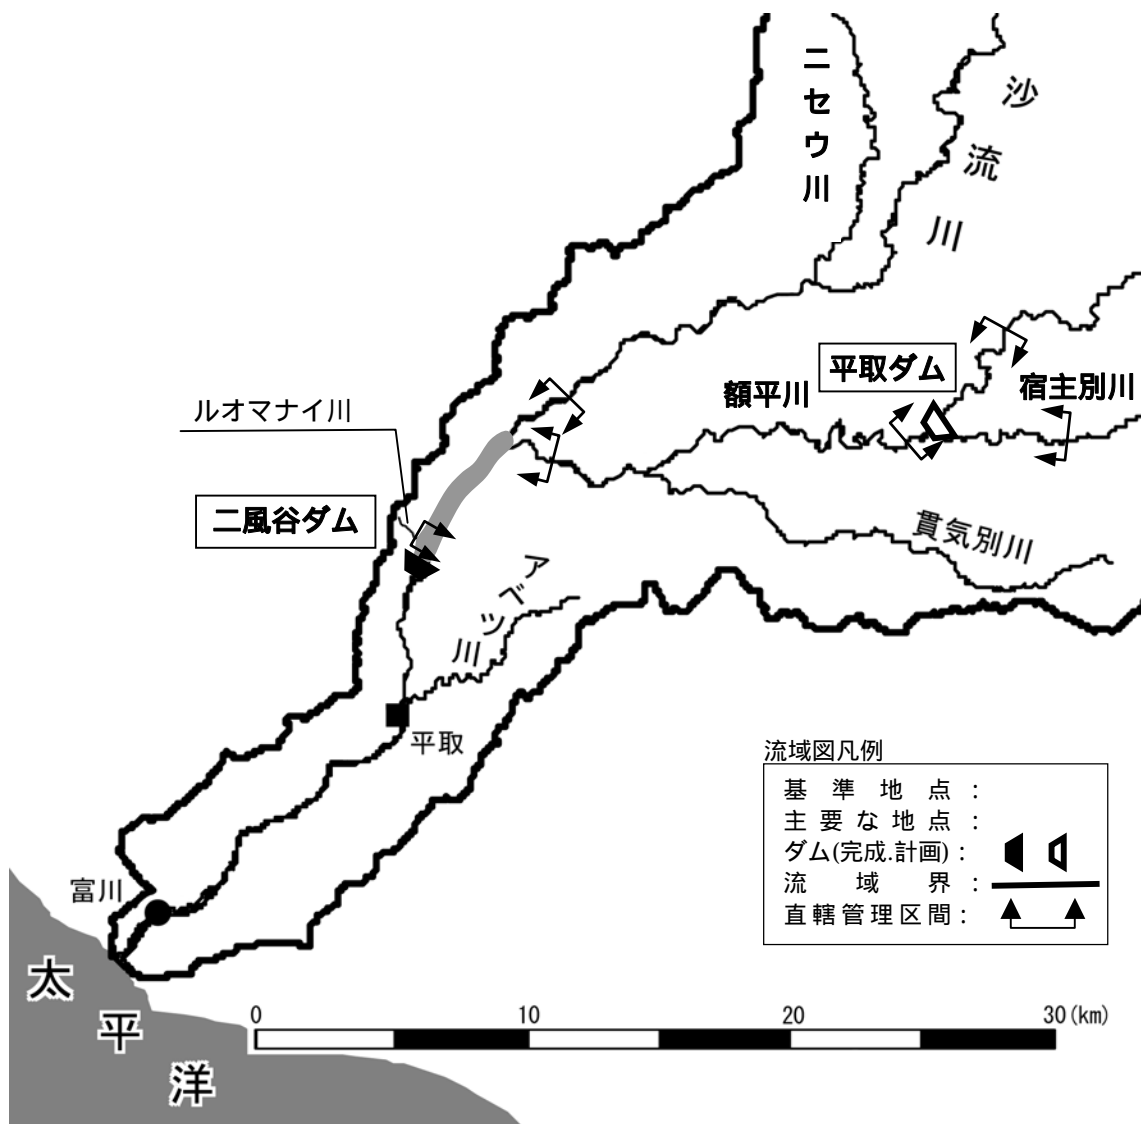 ニセウ川
沙流川
平取ダム
宿主別川
額平川
ルオマナイ川
二風谷ダム
貫気別川
アベシ川
平取
流域図凡例
基準地点：
主要な地点：
ダム(完成.計画)：
流域界：
直轄管理区間：
富川
太平洋
0 10 20 30(km)